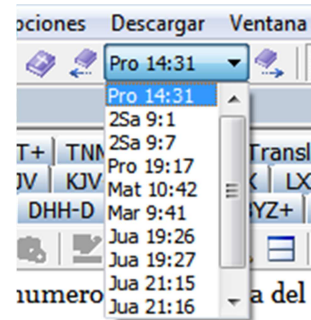 pciones Descargar Ventana
Pro 14:31
Pro 14:31
2Sa 9:1
2Sa 9:7
Pro 19:17
Mat 10:42
Mar 9:41
Jua 19:26
Jua 19:27
Jua 21:15
Jua 21:16
T+ TNM Transl
JV KJV X LX
DHH-D YZ+
numero a del